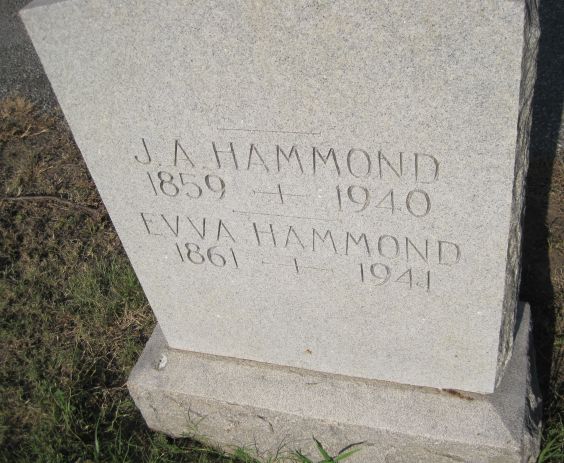 J. A. HAMMOND
1859 - 1940
EVVA HAMMOND
1861 - 1941